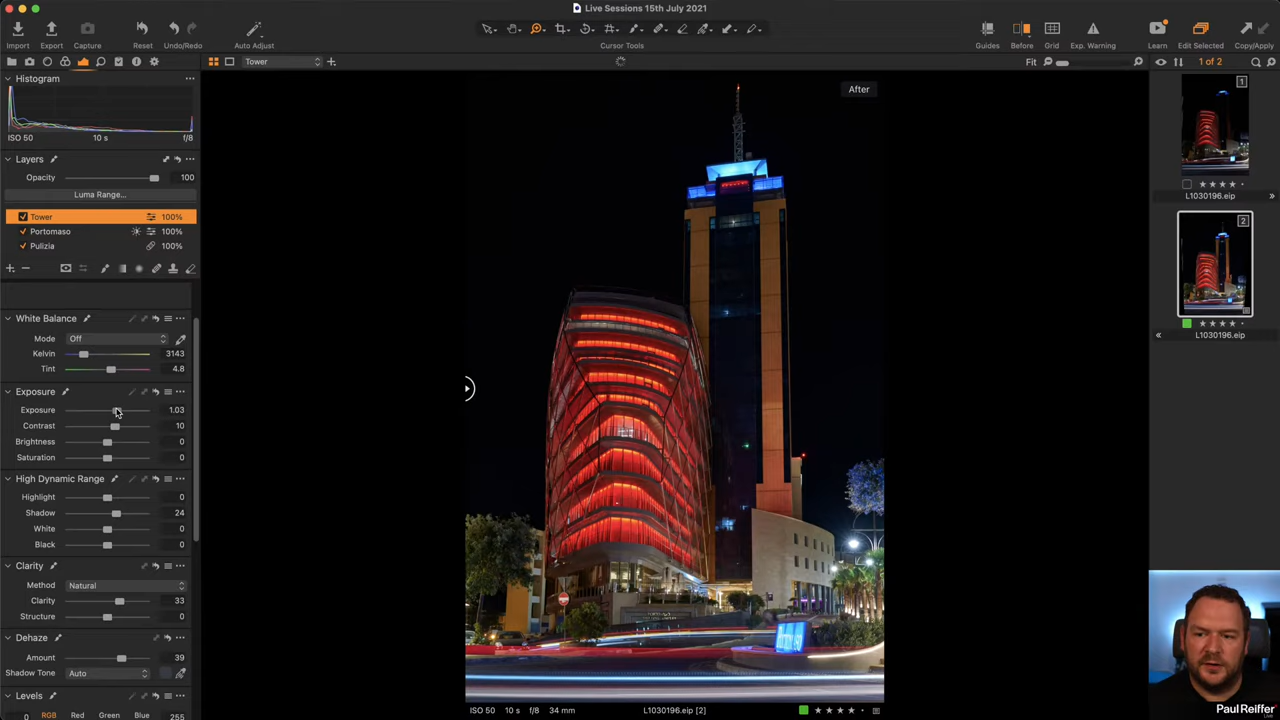 Live Sessions 15th July 2021
Import
Export
Capture
Reset
Undo/Redo
Auto Adjust
Cursor Tools
Guides
Before
Grid
Exp. Warning
Learn
Edit Selected
Copy/Apply
Tower
Fit
1 of 2
Histogram
ISO 50
10 s
f/8
Layers
Opacity 100
Luma Range...
Tower 100%
Portomaso 100%
Pulizia 100%
White Balance
Mode Off
Kelvin 3143
Tint 4.8
Exposure
Exposure 1.03
Contrast 10
Brightness 0
Saturation 0
High Dynamic Range
Highlight 0
Shadow 24
White 0
Black 0
Clarity
Method Natural
Clarity 33
Structure 0
Dehaze
Amount 39
Shadow Tone Auto
Levels
0 RGB Red Green Blue 255
After
ISO 50 10 s f/8 34 mm
L1030196.eip [2]
1
L1030196.eip
2
L1030196.eip
Paul Reiffer
Live